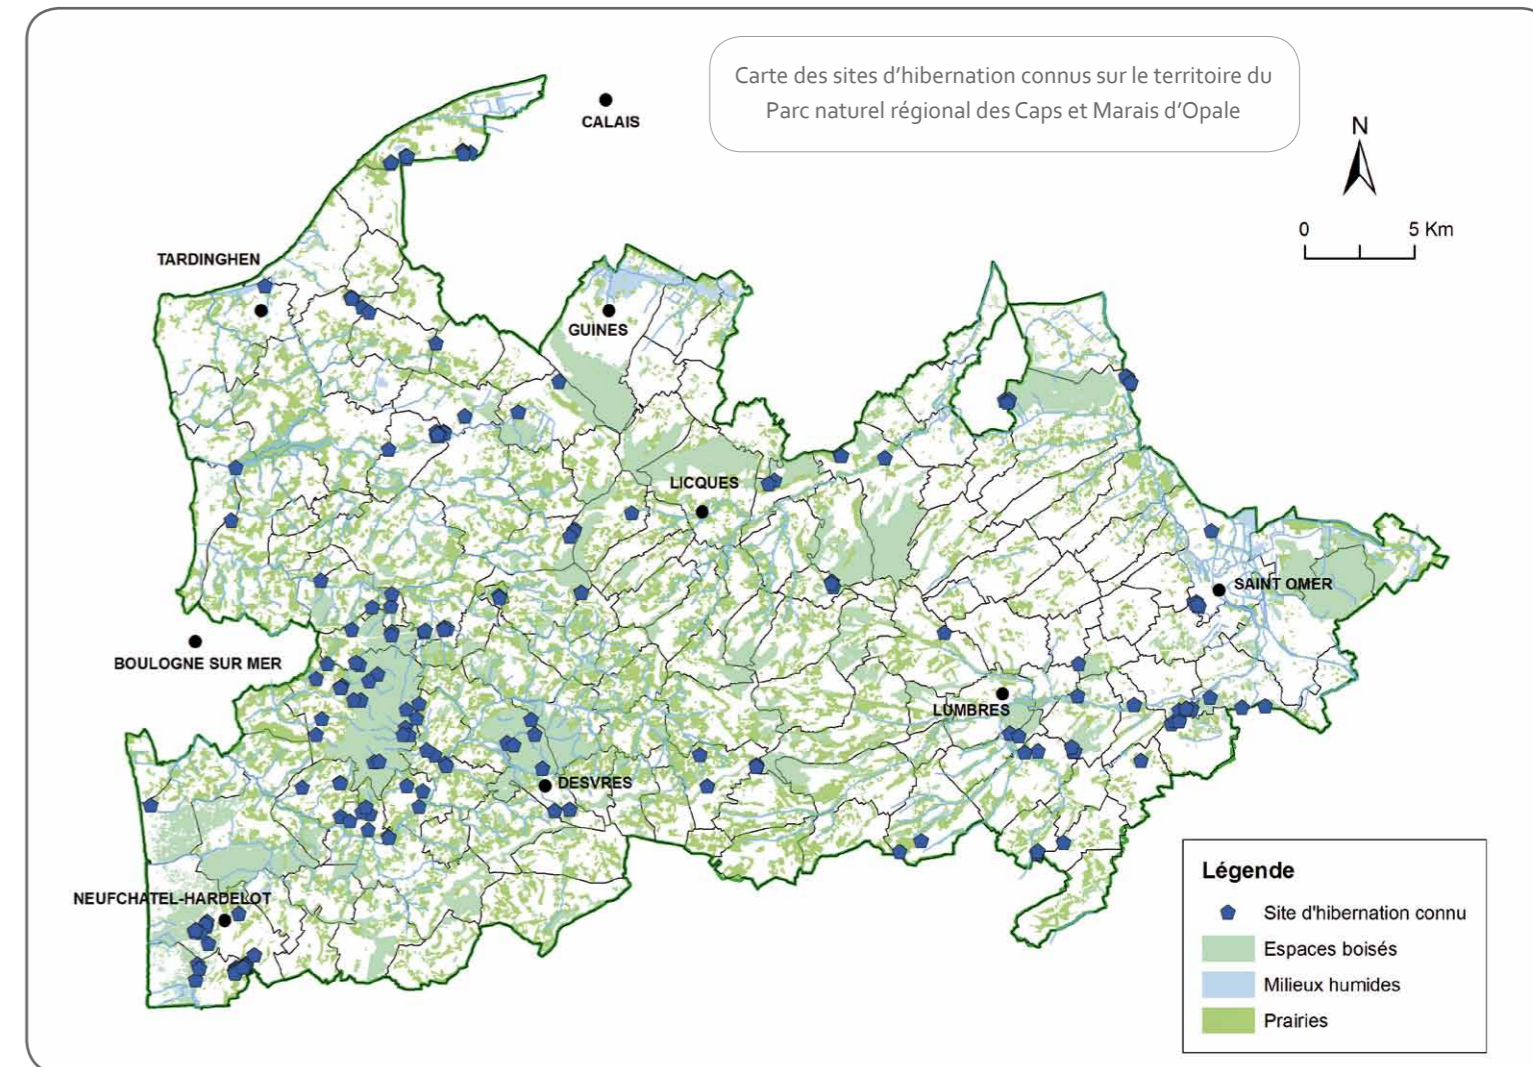 Carte des sites d’hibernation connus sur le territoire du
Parc naturel régional des Caps et Marais d’Opale
CALAIS
N
0 5 Km
TARDINGHEN
GUINES
LICQUES
SAINT OMER
BOULOGNE SUR MER
LUMBRES
DESVRES
NEUFCHATEL-HARDELOT
Légende
Site d'hibernation connu
Espaces boisés
Milieux humides
Prairies